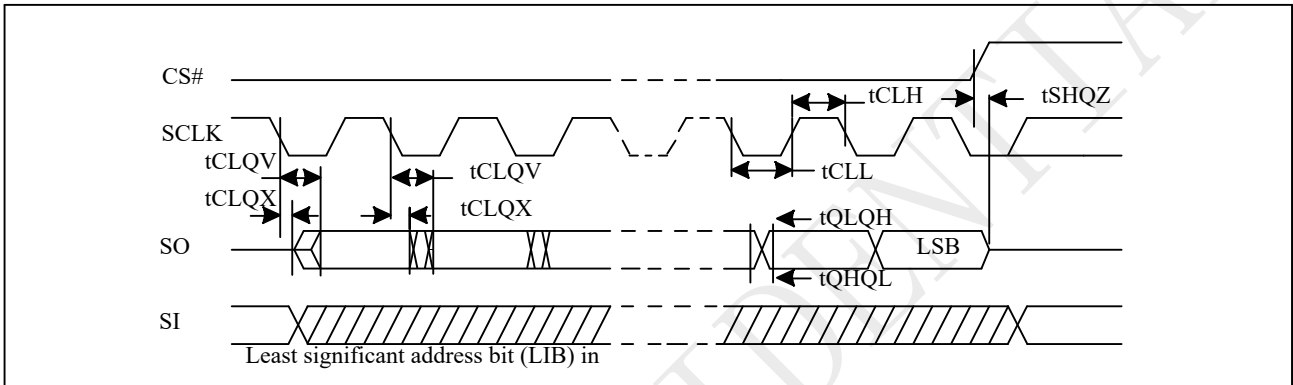 CS#
tCLH
tSHQZ
SCLK
tCLQV
tCLQV
tCLL
tCLQX
tCLQX
tQLQH
SO
LSB
tQHQL
SI
Least significant address bit (LIB) in